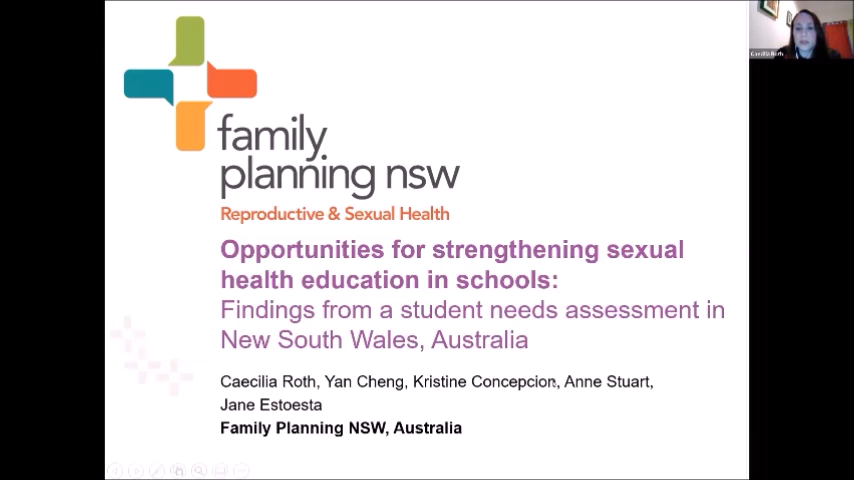 family
planning nsw
Reproductive & Sexual Health
Opportunities for strengthening sexual
health education in schools:
Findings from a student needs assessment in
New South Wales, Australia
Caecilia Roth, Yan Cheng, Kristine Concepcion, Anne Stuart,
Jane Estoesta
Family Planning NSW, Australia
Caecilia Roth